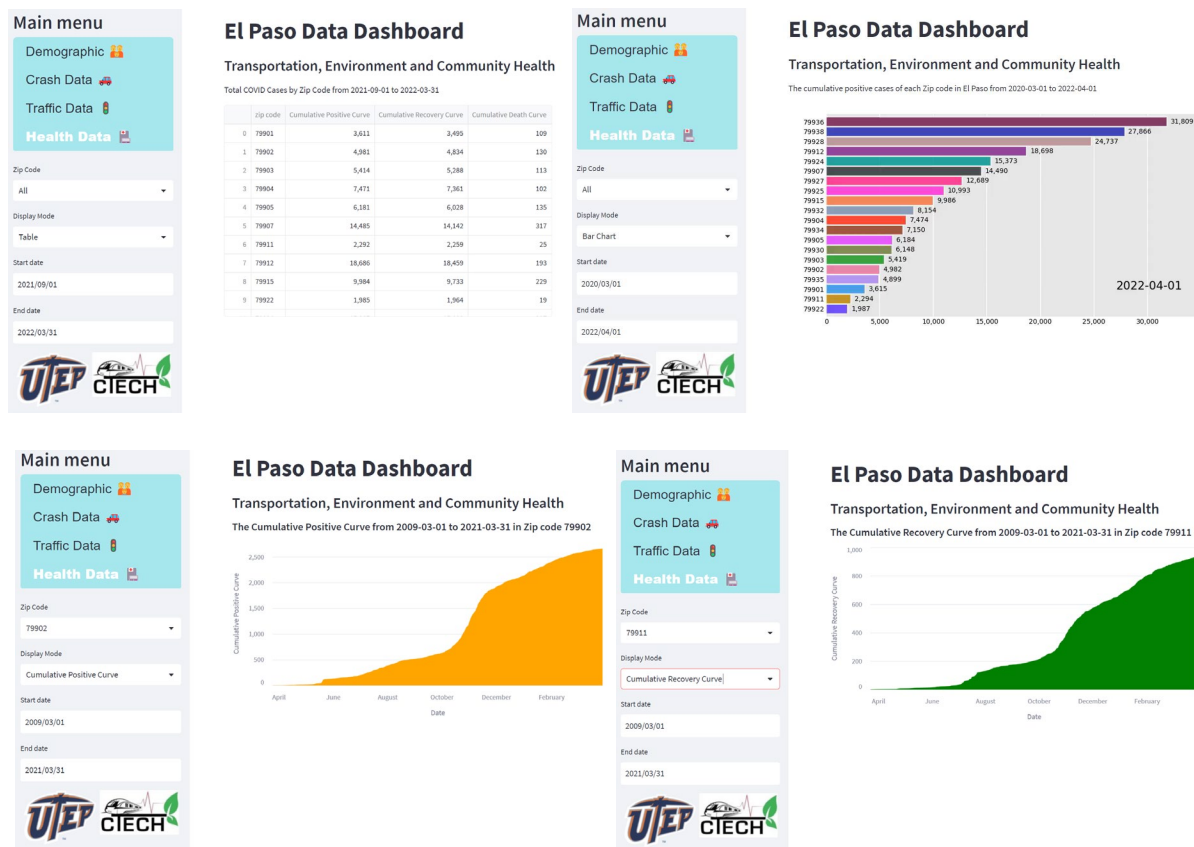 Main menu
Demographic
Crash Data
Traffic Data
Health Data
Zip Code
All
Display Mode
Table
Start date
2021/09/01
End date
2022/03/31
UTEP
CTECH
El Paso Data Dashboard
Transportation, Environment and Community Health
Total COVID Cases by Zip Code from 2021-09-01 to 2022-03-31
zip code Cumulative Positive Curve Cumulative Recovery Curve Cumulative Death Curve
0 79901 3,611 3,495 109
1 79902 4,981 4,834 130
2 79903 5,414 5,288 113
3 79904 7,471 7,361 102
4 79905 6,181 6,028 135
5 79907 14,485 14,142 317
6 79911 2,292 2,259 25
7 79912 18,686 18,459 193
8 79915 9,984 9,733 229
9 79922 1,985 1,964 19
Main menu
Demographic
Crash Data
Traffic Data
Health Data
Zip Code
All
Display Mode
Bar Chart
Start date
2020/03/01
End date
2022/04/01
UTEP
CTECH
El Paso Data Dashboard
Transportation, Environment and Community Health
The cumulative positive cases of each Zip code in El Paso from 2020-03-01 to 2022-04-01
79936 31,809
79938 27,866
79928 24,737
79912 18,698
79924 15,373
79907 14,490
79927 12,689
79925 10,993
79915 9,986
79932 8,154
79904 7,474
79934 7,150
79905 6,184
79930 6,148
79903 5,419
79902 4,982
79935 4,899
79901 3,615
79911 2,294
79922 1,987
2022-04-01
0 5,000 10,000 15,000 20,000 25,000 30,000
Main menu
Demographic
Crash Data
Traffic Data
Health Data
Zip Code
79902
Display Mode
Cumulative Positive Curve
Start date
2009/03/01
End date
2021/03/31
UTEP
CTECH
El Paso Data Dashboard
Transportation, Environment and Community Health
The Cumulative Positive Curve from 2009-03-01 to 2021-03-31 in Zip code 79902
Cumulative Positive Curve
2,500
2,000
1,500
1,000
500
0
April June August October December February
Date
Main menu
Demographic
Crash Data
Traffic Data
Health Data
Zip Code
79911
Display Mode
Cumulative Recovery Curve
Start date
2009/03/01
End date
2021/03/31
UTEP
CTECH
El Paso Data Dashboard
Transportation, Environment and Community Health
The Cumulative Recovery Curve from 2009-03-01 to 2021-03-31 in Zip code 79911
Cumulative Recovery Curve
1,000
800
600
400
200
0
April June August October December February
Date